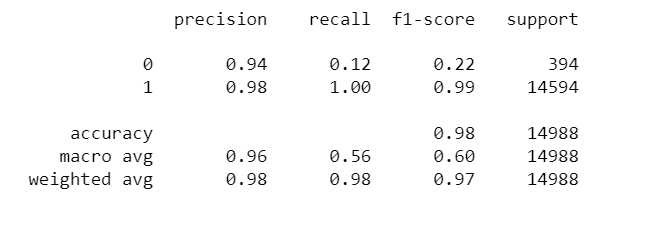 precision recall f1-score support
0 0.94 0.12 0.22 394
1 0.98 1.00 0.99 14594
accuracy 0.98 14988
macro avg 0.96 0.56 0.60 14988
weighted avg 0.98 0.98 0.97 14988